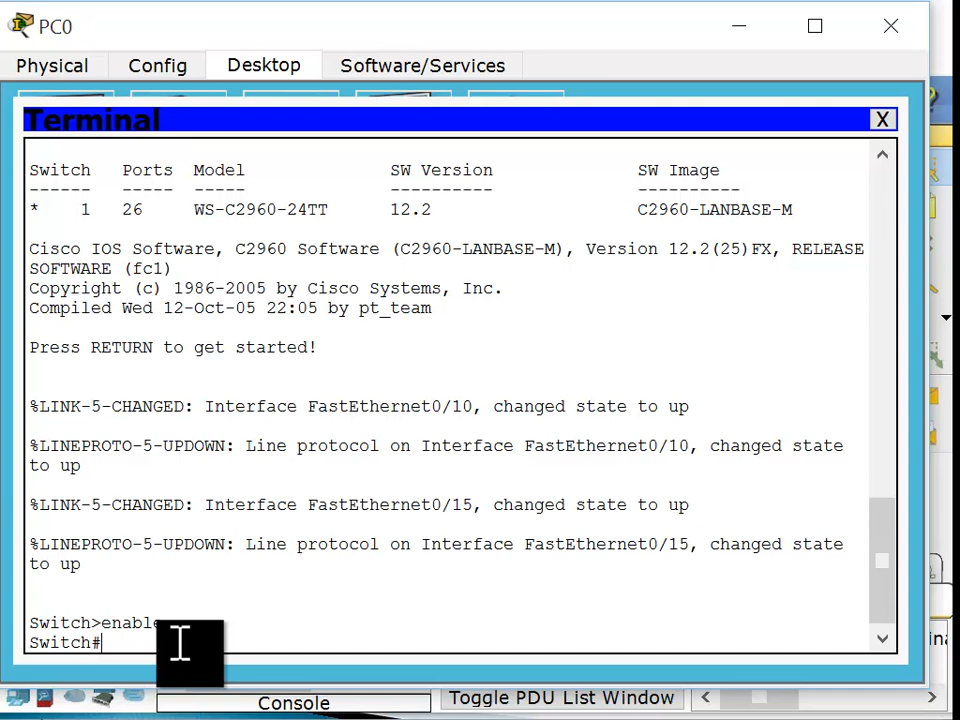 PC0
Physical Config Desktop Software/Services
Terminal X
Switch Ports Model SW Version SW Image
------ ----- ----- ---------- ----------
* 1 26 WS-C2960-24TT 12.2 C2960-LANBASE-M
Cisco IOS Software, C2960 Software (C2960-LANBASE-M), Version 12.2(25)FX, RELEASE
SOFTWARE (fc1)
Copyright (c) 1986-2005 by Cisco Systems, Inc.
Compiled Wed 12-Oct-05 22:05 by pt_team
Press RETURN to get started!
%LINK-5-CHANGED: Interface FastEthernet0/10, changed state to up
%LINEPROTO-5-UPDOWN: Line protocol on Interface FastEthernet0/10, changed state
to up
%LINK-5-CHANGED: Interface FastEthernet0/15, changed state to up
%LINEPROTO-5-UPDOWN: Line protocol on Interface FastEthernet0/15, changed state
to up
Switch>enable
Switch#
Console Toggle PDU List Window